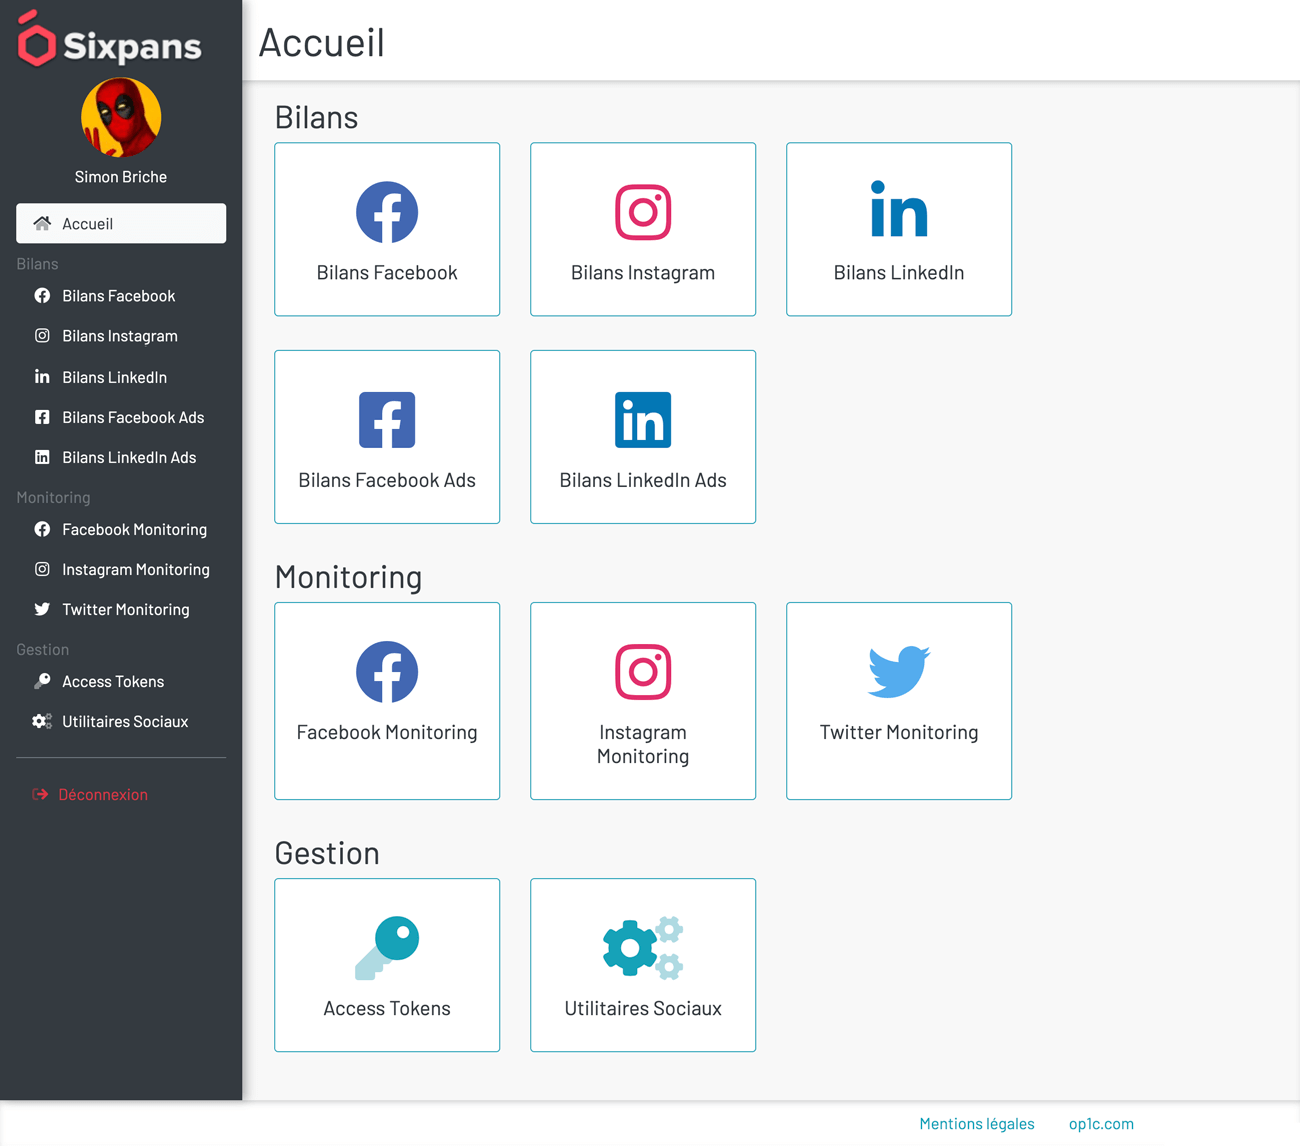 Sixpans
Simon Briche
Accueil
Bilans
Bilans Facebook
Bilans Instagram
Bilans LinkedIn
Bilans Facebook Ads
Bilans LinkedIn Ads
Monitoring
Facebook Monitoring
Instagram Monitoring
Twitter Monitoring
Gestion
Access Tokens
Utilitaires Sociaux
Déconnexion
Accueil
Bilans
Bilans Facebook
Bilans Instagram
Bilans LinkedIn
Bilans Facebook Ads
Bilans LinkedIn Ads
Monitoring
Facebook Monitoring
Instagram
Monitoring
Twitter Monitoring
Gestion
Access Tokens
Utilitaires Sociaux
Mentions légales
op1c.com